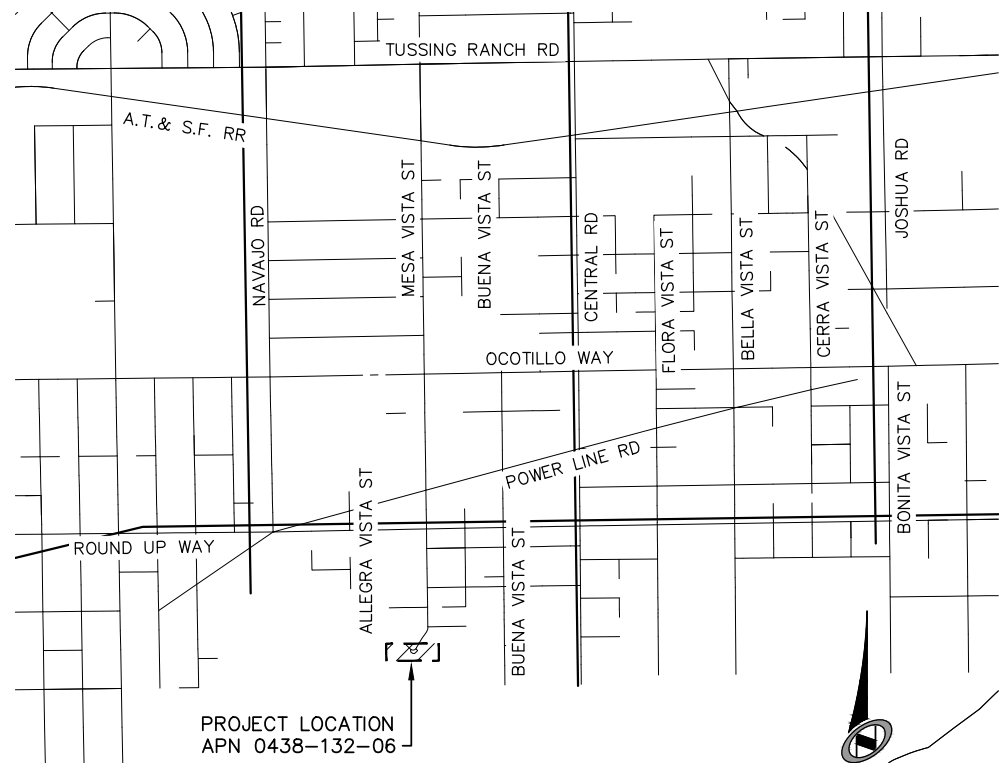 TUSSING RANCH RD
A.T.& S.F. RR
NAVAJO RD
MESA VISTA ST
BUENA VISTA ST
CENTRAL RD
FLORA VISTA ST
BELLA VISTA ST
CERRA VISTA ST
JOSHUA RD
OCOTILLO WAY
POWER LINE RD
BONITA VISTA ST
ALLEGRA VISTA ST
ROUND UP WAY
BUENA VISTA ST
PROJECT LOCATION
APN 0438-132-06
N